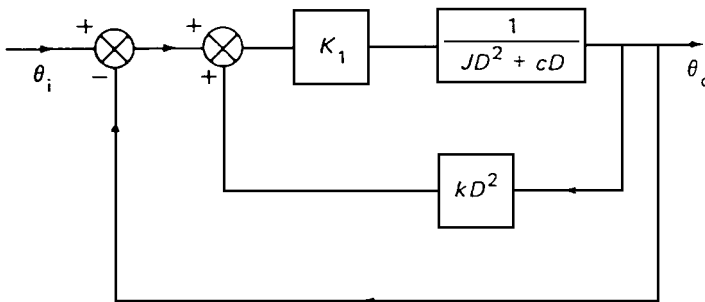 +
+
+
−
+
θi
K1
1
JD² + cD
θo
kD²